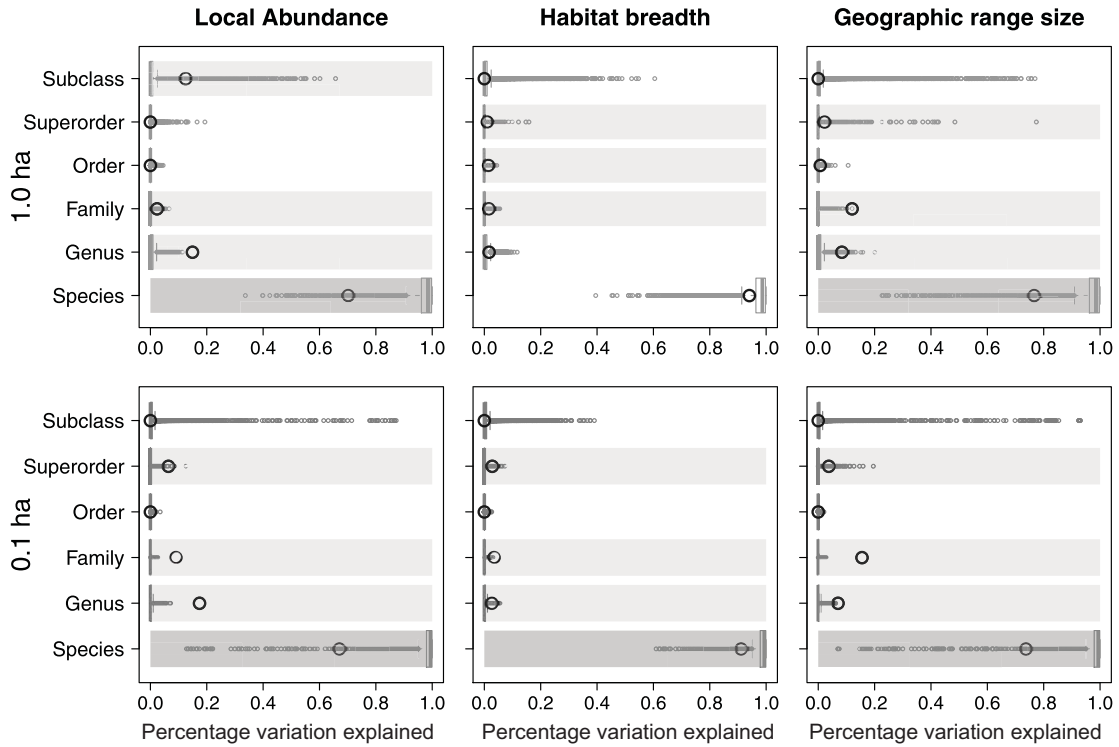 Local Abundance
Habitat breadth
Geographic range size
1.0 ha
Subclass
Superorder
Order
Family
Genus
Species
0.0 0.2 0.4 0.6 0.8 1.0
0.0 0.2 0.4 0.6 0.8 1.0
0.0 0.2 0.4 0.6 0.8 1.0
0.1 ha
Subclass
Superorder
Order
Family
Genus
Species
0.0 0.2 0.4 0.6 0.8 1.0
0.0 0.2 0.4 0.6 0.8 1.0
0.0 0.2 0.4 0.6 0.8 1.0
Percentage variation explained
Percentage variation explained
Percentage variation explained